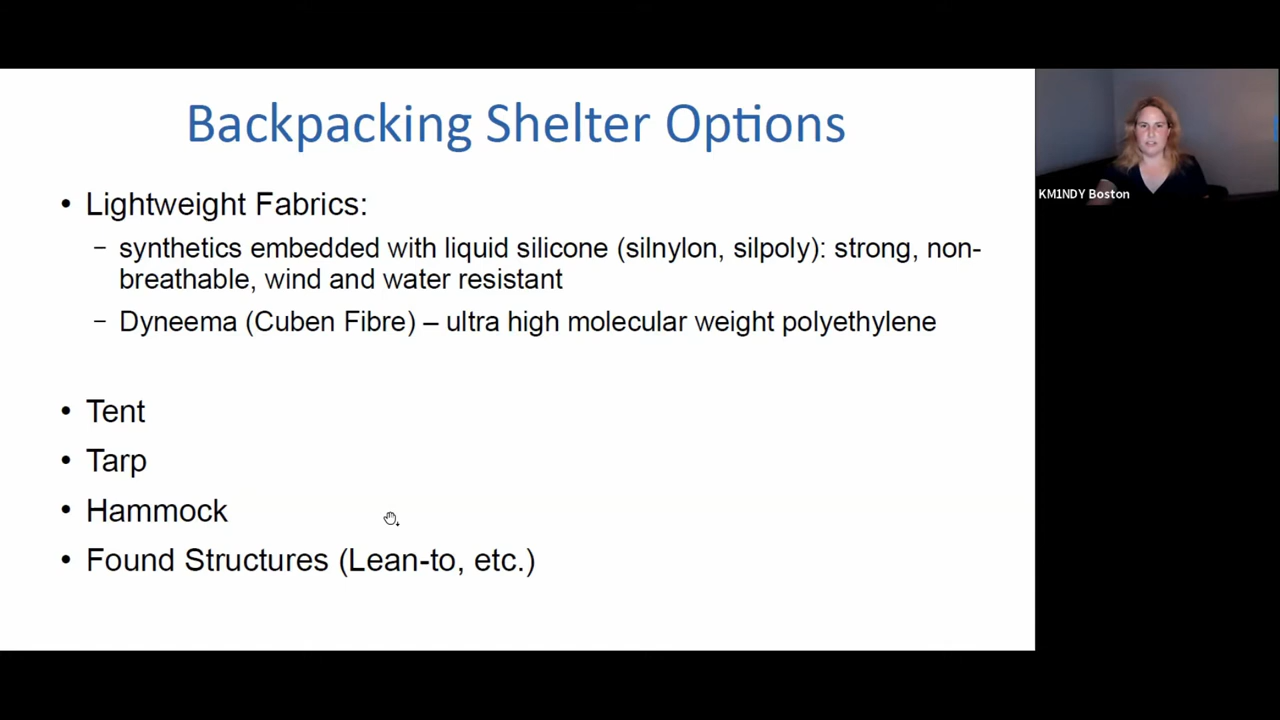 Backpacking Shelter Options
• Lightweight Fabrics:
– synthetics embedded with liquid silicone (silnylon, silpoly): strong, non-
breathable, wind and water resistant
– Dyneema (Cuben Fibre) – ultra high molecular weight polyethylene
• Tent
• Tarp
• Hammock
• Found Structures (Lean-to, etc.)
KM1NDY Boston